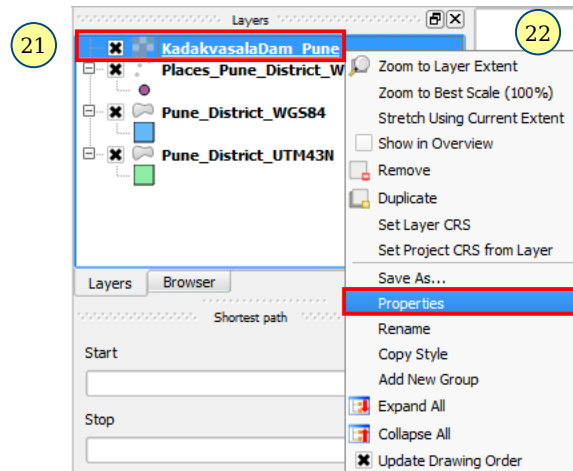 Layers
21
22
KadakvasalaDam_Pune
Places_Pune_District_W
Pune_District_WGS84
Pune_District_UTM43N
Layers
Browser
Shortest path
Start
Stop
Zoom to Layer Extent
Zoom to Best Scale (100%)
Stretch Using Current Extent
Show in Overview
Remove
Duplicate
Set Layer CRS
Set Project CRS from Layer
Save As...
Properties
Rename
Copy Style
Add New Group
Expand All
Collapse All
Update Drawing Order